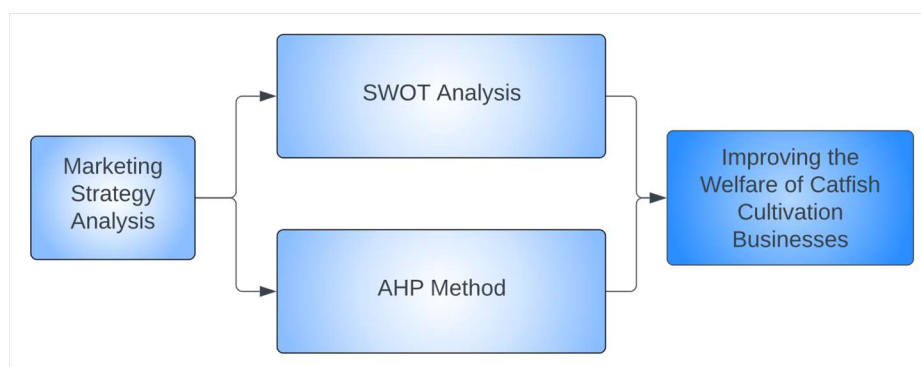 Marketing
Strategy
Analysis
SWOT Analysis
AHP Method
Improving the
Welfare of Catfish
Cultivation
Businesses